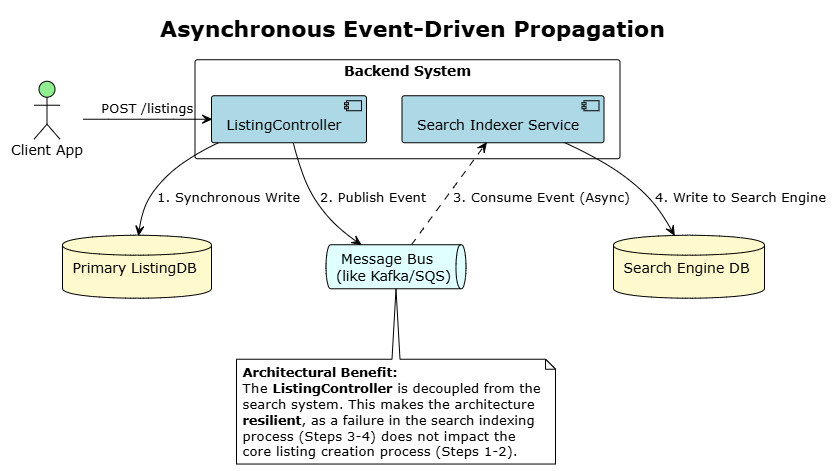 Asynchronous Event-Driven Propagation
Backend System
POST /listings
ListingController
Search Indexer Service
Client App
1. Synchronous Write
2. Publish Event
3. Consume Event (Async)
4. Write to Search Engine
Primary ListingDB
Message Bus
(like Kafka/SQS)
Search Engine DB
Architectural Benefit:
The ListingController is decoupled from the
search system. This makes the architecture
resilient, as a failure in the search indexing
process (Steps 3-4) does not impact the
core listing creation process (Steps 1-2).